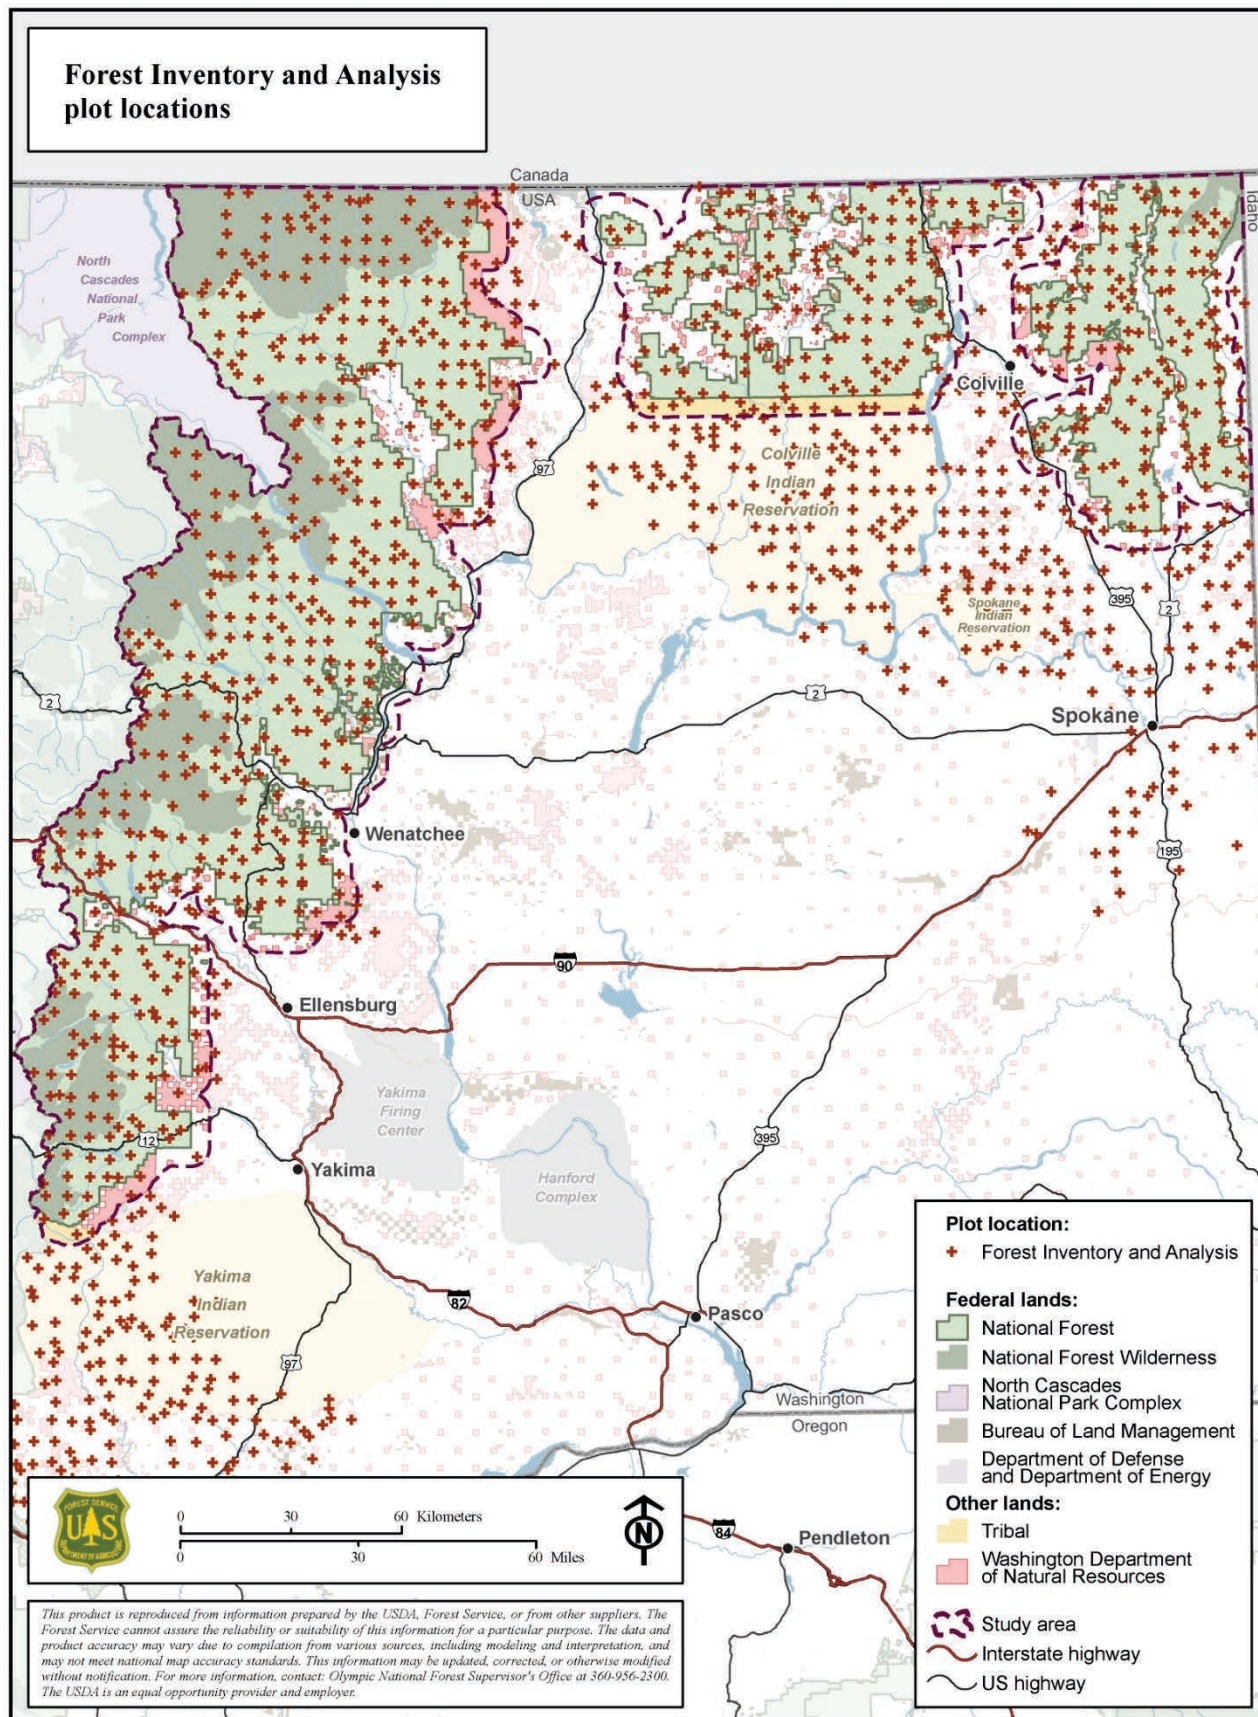 Forest Inventory and Analysis
plot locations
Canada
USA
Idaho
North
Cascades
National
Park
Complex
97
Colville
Colville
Indian
Reservation
Spokane
Indian
Reservation
395
2
2
2
Spokane
Wenatchee
195
90
Ellensburg
Yakima
Firing
Center
395
12
Yakima
Hanford
Complex
Yakima
Indian
Reservation
82
Pasco
97
Washington
Oregon
84
Pendleton
Plot location:
Forest Inventory and Analysis
Federal lands:
National Forest
National Forest Wilderness
North Cascades
National Park Complex
Bureau of Land Management
Department of Defense
and Department of Energy
Other lands:
Tribal
Washington Department
of Natural Resources
Study area
Interstate highway
US highway
FOREST SERVICE
U S
DEPARTMENT OF AGRICULTURE
0 30 60 Kilometers
0 30 60 Miles
N
This product is reproduced from information prepared by the USDA, Forest Service, or from other suppliers. The
Forest Service cannot assure the reliability or suitability of this information for a particular purpose. The data and
product accuracy may vary due to compilation from various sources, including modeling and interpretation, and
may not meet national map accuracy standards. This information may be updated, corrected, or otherwise modified
without notification. For more information, contact: Olympic National Forest Supervisor's Office at 360-956-2300.
The USDA is an equal opportunity provider and employer.